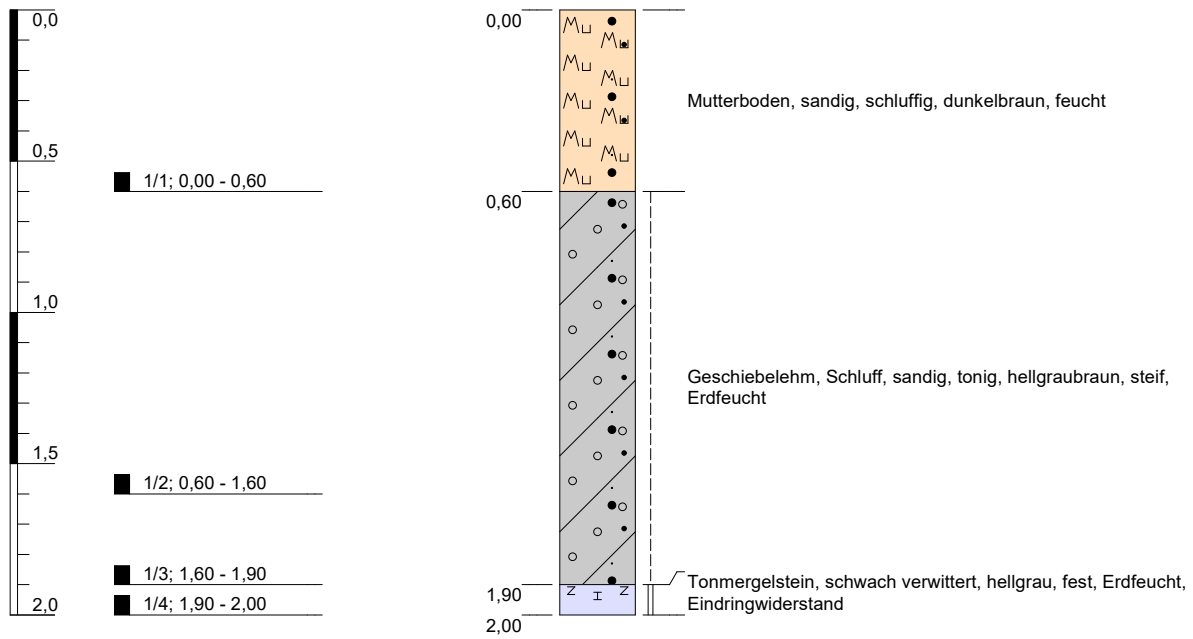 0,0
0,00
Mutterboden, sandig, schluffig, dunkelbraun, feucht
0,5
1/1; 0,00 - 0,60
0,60
1,0
Geschiebelehm, Schluff, sandig, tonig, hellgraubraun, steif,
Erdfeucht
1,5
1/2; 0,60 - 1,60
1/3; 1,60 - 1,90
Tonmergelstein, schwach verwittert, hellgrau, fest, Erdfeucht,
Eindringwiderstand
1,90
1/4; 1,90 - 2,00
2,0
2,00